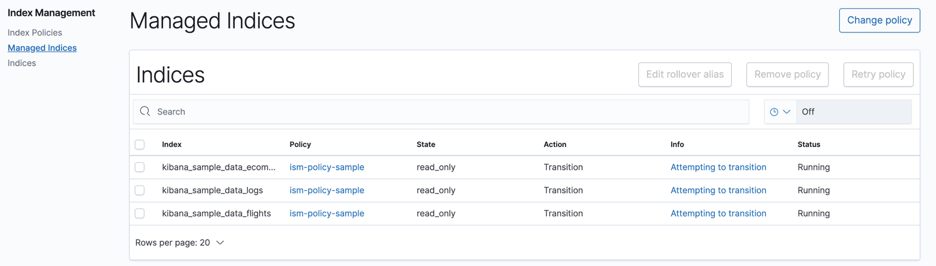 Index Management
Index Policies
Managed Indices
Indices
Managed Indices
Change policy
Indices
Edit rollover alias
Remove policy
Retry policy
Search
Off
Index Policy State Action Info Status
kibana_sample_data_ecom... ism-policy-sample read_only Transition Attempting to transition Running
kibana_sample_data_logs ism-policy-sample read_only Transition Attempting to transition Running
kibana_sample_data_flights ism-policy-sample read_only Transition Attempting to transition Running
Rows per page: 20